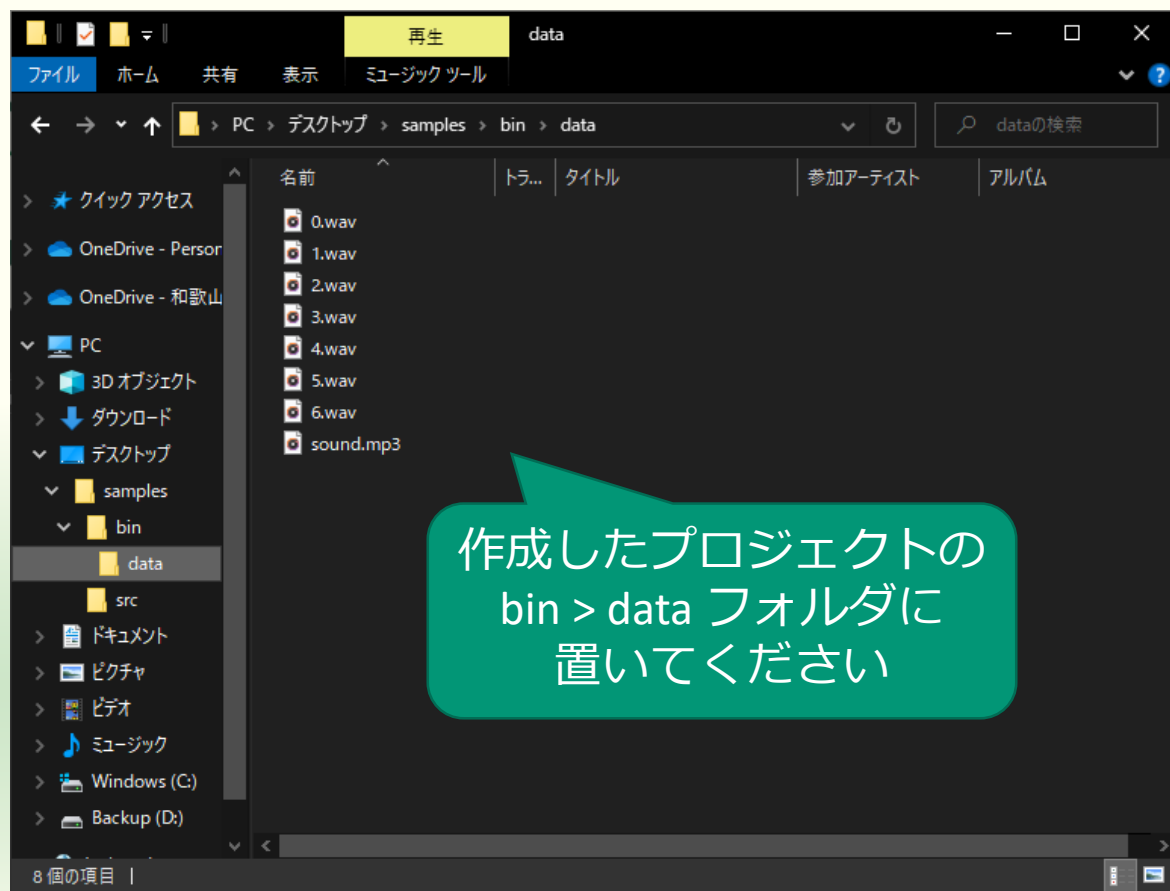 再生
data
ファイル
ホーム
共有
表示
ミュージック ツール
PC > デスクトップ > samples > bin > data
dataの検索
名前
トラ...
タイトル
参加アーティスト
アルバム
クイック アクセス
OneDrive - Person
OneDrive - 和歌山
PC
3D オブジェクト
ダウンロード
デスクトップ
samples
bin
data
src
ドキュメント
ピクチャ
ビデオ
ミュージック
Windows (C:)
Backup (D:)
0.wav
1.wav
2.wav
3.wav
4.wav
5.wav
6.wav
sound.mp3
作成したプロジェクトの
bin > data フォルダに
置いてください
8 個の項目